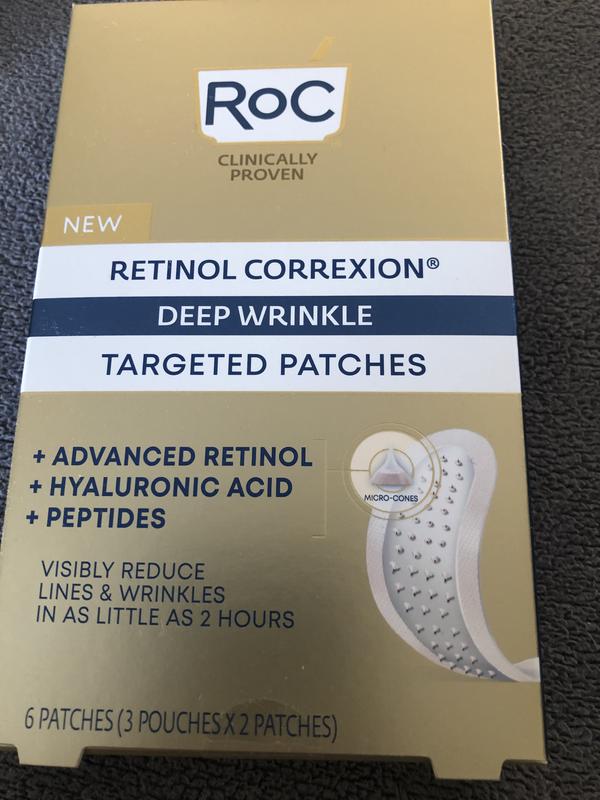 RoC
CLINICALLY
PROVEN
NEW
RETINOL CORREXION®
DEEP WRINKLE
TARGETED PATCHES
+ ADVANCED RETINOL
+ HYALURONIC ACID
+ PEPTIDES
MICRO-CONES
VISIBLY REDUCE
LINES & WRINKLES
IN AS LITTLE AS 2 HOURS
6 PATCHES (3 POUCHES X 2 PATCHES)